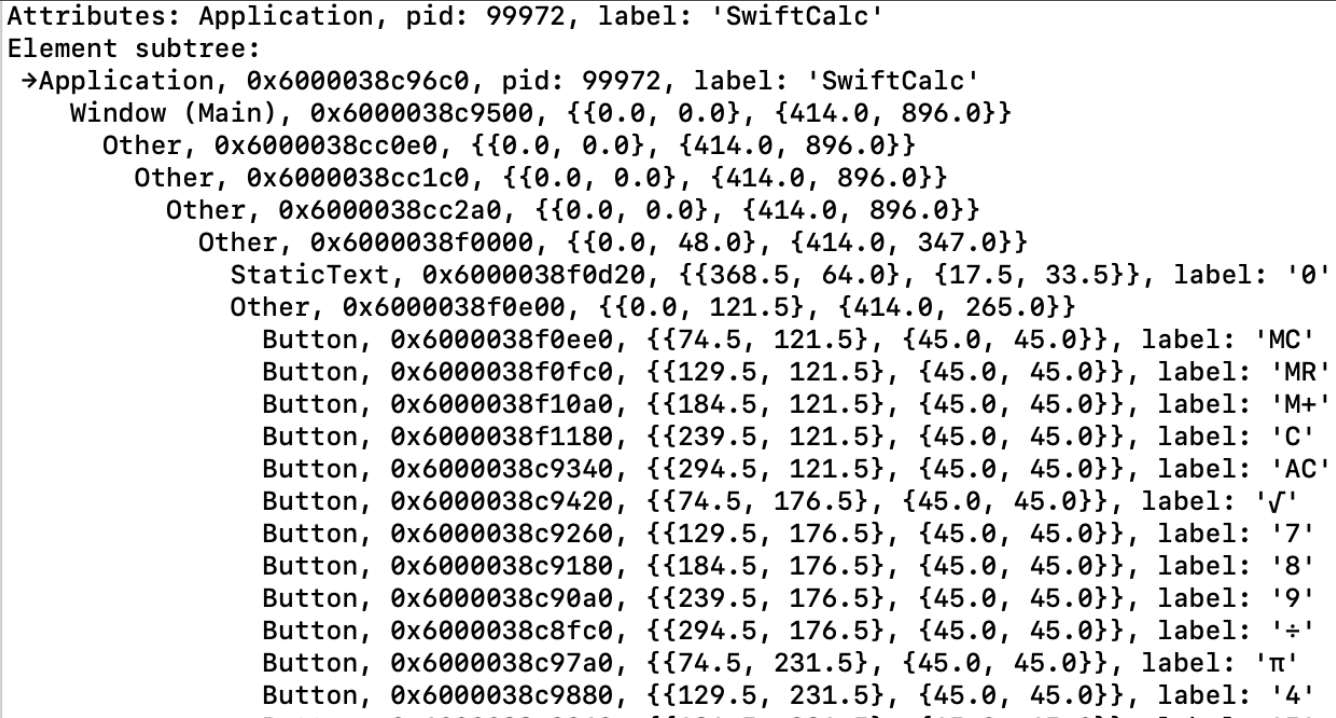 Attributes: Application, pid: 99972, label: 'SwiftCalc'
Element subtree:
→Application, 0x6000038c96c0, pid: 99972, label: 'SwiftCalc'
Window (Main), 0x6000038c9500, {{0.0, 0.0}, {414.0, 896.0}}
Other, 0x6000038cc0e0, {{0.0, 0.0}, {414.0, 896.0}}
Other, 0x6000038cc1c0, {{0.0, 0.0}, {414.0, 896.0}}
Other, 0x6000038cc2a0, {{0.0, 0.0}, {414.0, 896.0}}
Other, 0x6000038f0000, {{0.0, 48.0}, {414.0, 347.0}}
StaticText, 0x6000038f0d20, {{368.5, 64.0}, {17.5, 33.5}}, label: '0'
Other, 0x6000038f0e00, {{0.0, 121.5}, {414.0, 265.0}}
Button, 0x6000038f0ee0, {{74.5, 121.5}, {45.0, 45.0}}, label: 'MC'
Button, 0x6000038f0fc0, {{129.5, 121.5}, {45.0, 45.0}}, label: 'MR'
Button, 0x6000038f10a0, {{184.5, 121.5}, {45.0, 45.0}}, label: 'M+'
Button, 0x6000038f1180, {{239.5, 121.5}, {45.0, 45.0}}, label: 'C'
Button, 0x6000038c9340, {{294.5, 121.5}, {45.0, 45.0}}, label: 'AC'
Button, 0x6000038c9420, {{74.5, 176.5}, {45.0, 45.0}}, label: '√'
Button, 0x6000038c9260, {{129.5, 176.5}, {45.0, 45.0}}, label: '7'
Button, 0x6000038c9180, {{184.5, 176.5}, {45.0, 45.0}}, label: '8'
Button, 0x6000038c90a0, {{239.5, 176.5}, {45.0, 45.0}}, label: '9'
Button, 0x6000038c8fc0, {{294.5, 176.5}, {45.0, 45.0}}, label: '÷'
Button, 0x6000038c97a0, {{74.5, 231.5}, {45.0, 45.0}}, label: 'π'
Button, 0x6000038c9880, {{129.5, 231.5}, {45.0, 45.0}}, label: '4'